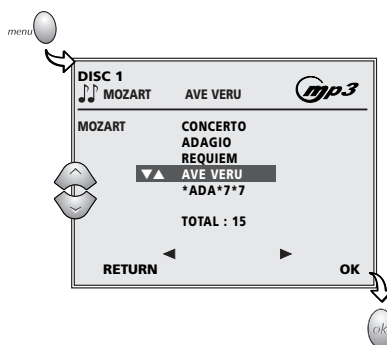 menu
DISC 1
MOZART AVE VERU
mp3
MOZART CONCERTO
ADAGIO
REQUIEM
AVE VERU
*ADA*7*7
TOTAL : 15
RETURN OK
ok